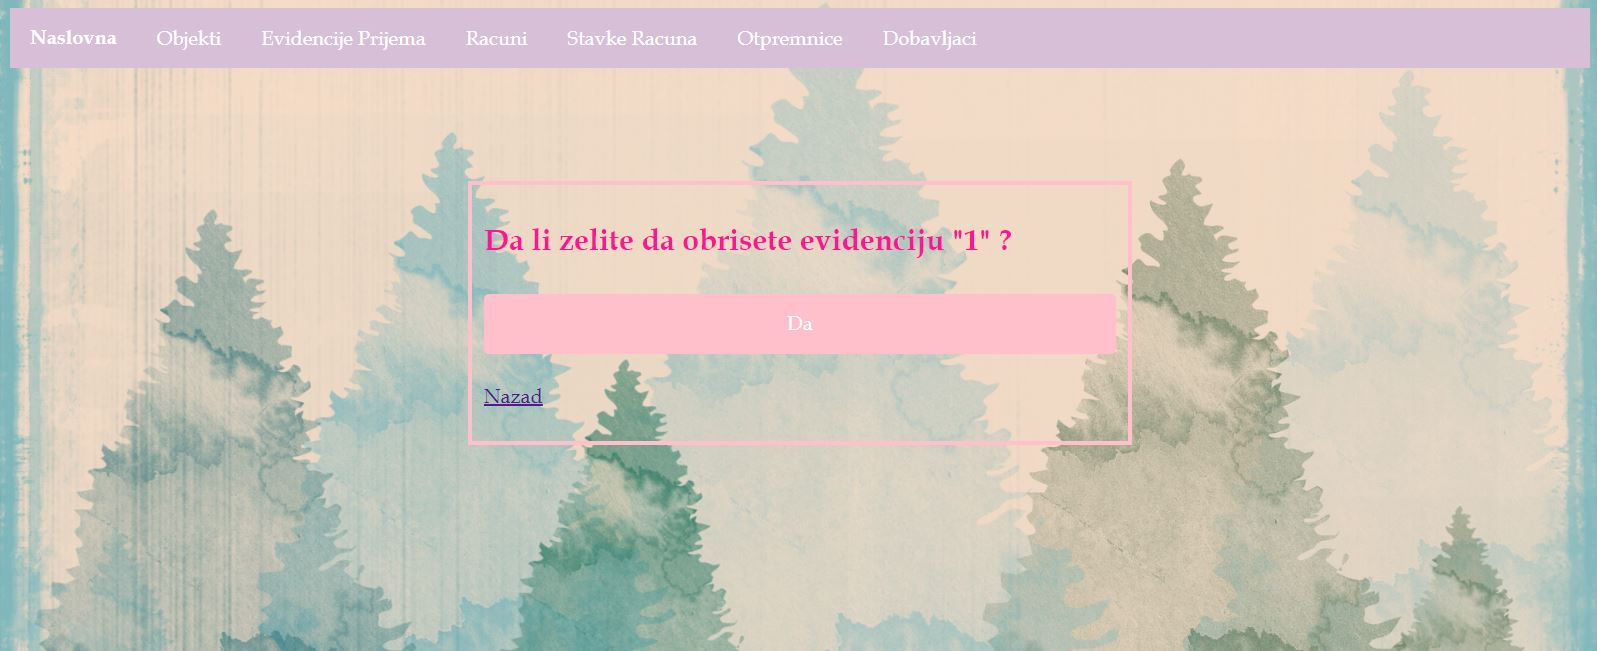 Naslovna Objekti Evidencije Prijema Racuni Stavke Racuna Otpremnice Dobavljaci
Da li zelite da obrisete evidenciju "1" ?
Da
Nazad